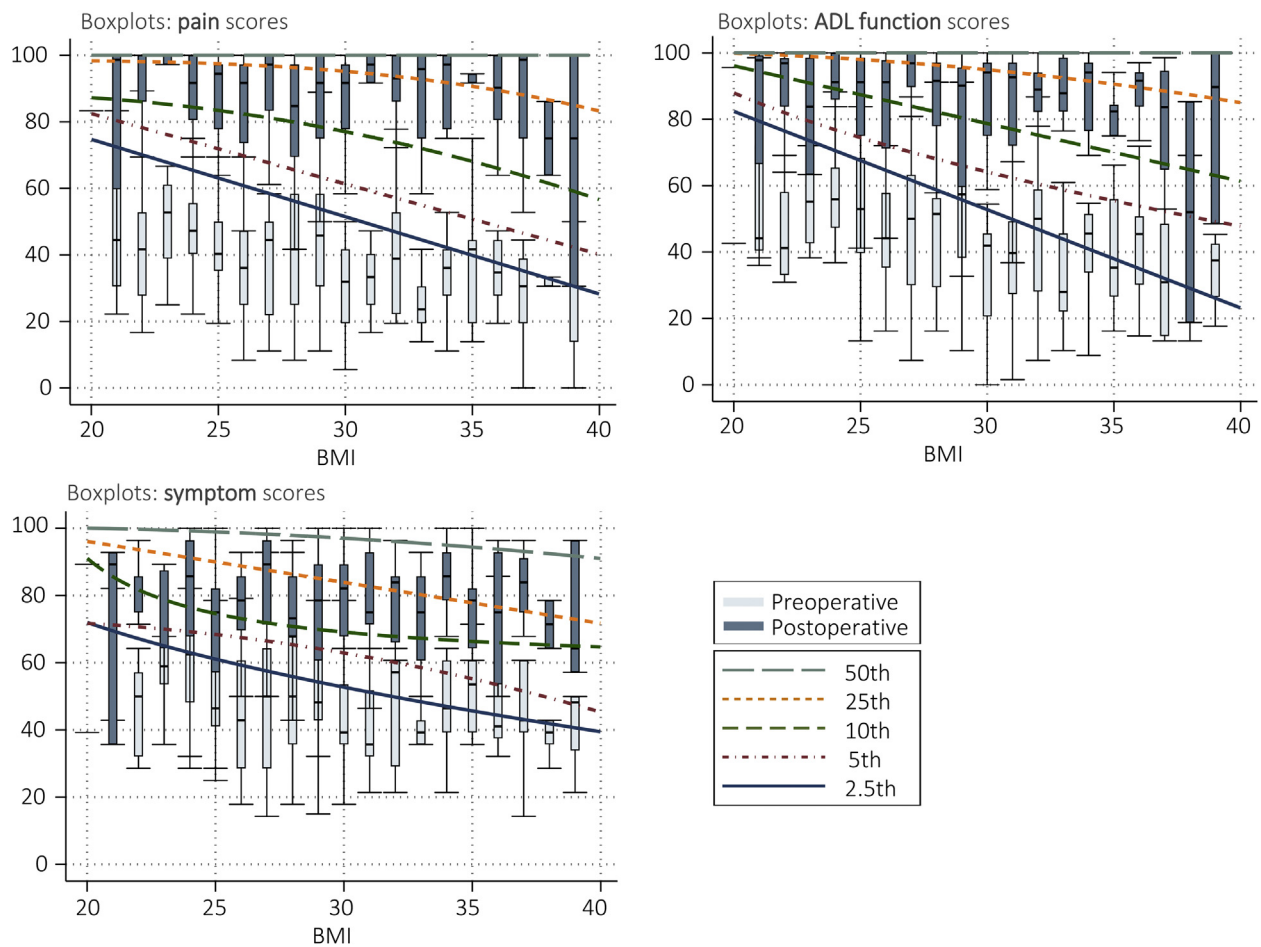 Boxplots: pain scores
100
80
60
40
20
0
20 25 30 35 40
BMI
Boxplots: ADL function scores
100
80
60
40
20
0
20 25 30 35 40
BMI
Boxplots: symptom scores
100
80
60
40
20
0
20 25 30 35 40
BMI
Preoperative
Postoperative
50th
25th
10th
5th
2.5th